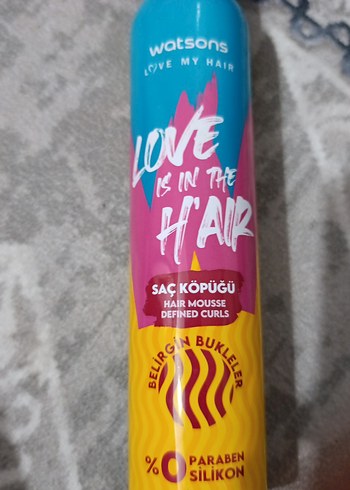 watsons
LOVE MY HAIR
LOVE
IS IN THE
H'AIR
SAÇ KÖPÜĞÜ
HAIR MOUSSE
DEFINED CURLS
BELİRGİN BUKLELER
%0 PARABEN
SİLİKON